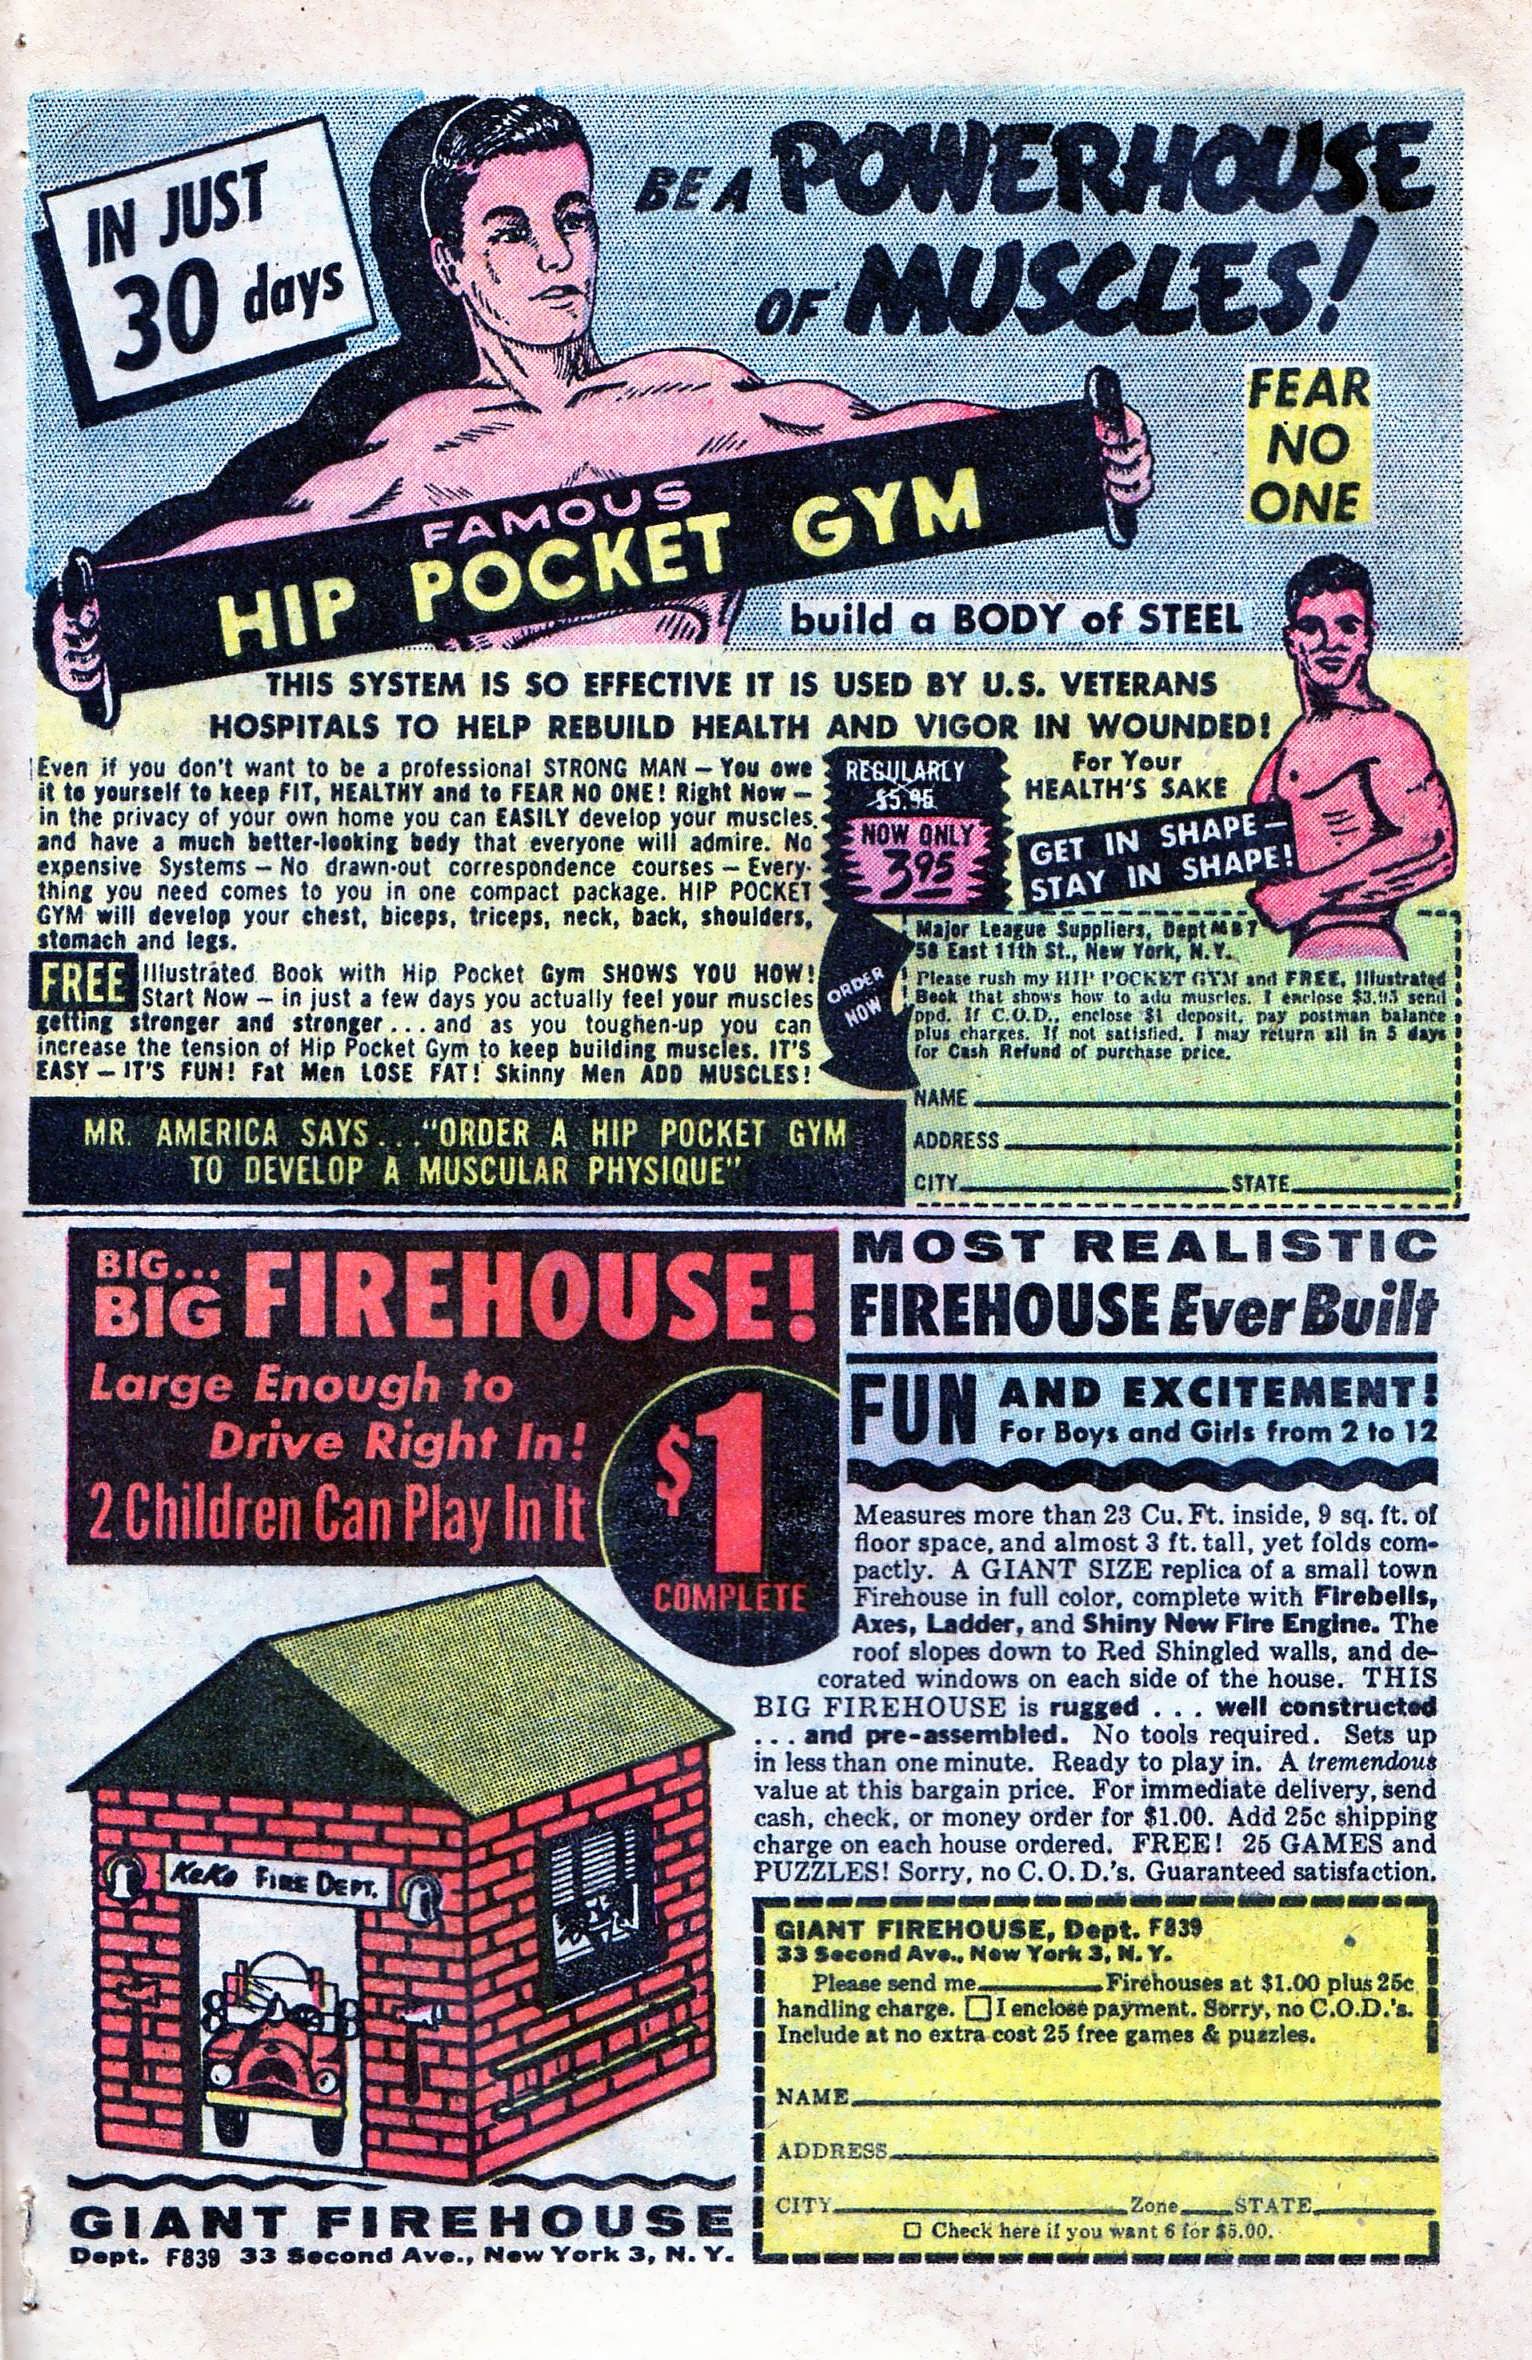 IN JUST
30 days
BE A POWERHOUSE
OF MUSCLES!
FEAR
NO
ONE
FAMOUS
HIP POCKET GYM
build a BODY of STEEL
THIS SYSTEM IS SO EFFECTIVE IT IS USED BY U.S. VETERANS
HOSPITALS TO HELP REBUILD HEALTH AND VIGOR IN WOUNDED!
Even if you don't want to be a professional STRONG MAN — You owe
it to yourself to keep FIT, HEALTHY and to FEAR NO ONE! Right Now —
in the privacy of your own home you can EASILY develop your muscles.
and have a much better-looking body that everyone will admire. No
expensive Systems — No drawn-out correspondence courses — Every-
thing you need comes to you in one compact package. HIP POCKET
GYM will develop your chest, biceps, triceps, neck, back, shoulders,
stomach and legs.
FREE Illustrated Book with Hip Pocket Gym SHOWS YOU HOW!
Start Now — in just a few days you actually feel your muscles
getting stronger and stronger...and as you toughen-up you can
increase the tension of Hip Pocket Gym to keep building muscles. IT'S
EASY — IT'S FUN! Fat Men LOSE FAT! Skinny Men ADD MUSCLES!
REGULARLY
$5.95
NOW ONLY
3.95
For Your
HEALTH'S SAKE
GET IN SHAPE —
STAY IN SHAPE!
ORDER
NOW
Major League Suppliers, Dept MB7
58 East 11th St., New York, N.Y.
Please rush my HIP POCKET GYM and FREE, Illustrated
Book that shows how to add muscles. I enclose $3.95 send
ppd. If C.O.D., enclose $1 deposit, pay postman balance
plus charges. If not satisfied, I may return all in 5 days
for Cash Refund of purchase price.
NAME
ADDRESS
CITY STATE
MR. AMERICA SAYS... "ORDER A HIP POCKET GYM
TO DEVELOP A MUSCULAR PHYSIQUE"
BIG...
BIG FIREHOUSE!
Large Enough to
Drive Right In!
2 Children Can Play In It
$1
COMPLETE
MOST REALISTIC
FIREHOUSE Ever Built
FUN AND EXCITEMENT!
For Boys and Girls from 2 to 12
Measures more than 23 Cu. Ft. inside, 9 sq. ft. of
floor space, and almost 3 ft. tall, yet folds com-
pactly. A GIANT SIZE replica of a small town
Firehouse in full color, complete with Firebells,
Axes, Ladder, and Shiny New Fire Engine. The
roof slopes down to Red Shingled walls, and de-
corated windows on each side of the house. THIS
BIG FIREHOUSE is rugged . . . well constructed
. . . and pre-assembled. No tools required. Sets up
in less than one minute. Ready to play in. A tremendous
value at this bargain price. For immediate delivery, send
cash, check, or money order for $1.00. Add 25c shipping
charge on each house ordered. FREE! 25 GAMES and
PUZZLES! Sorry, no C.O.D.'s. Guaranteed satisfaction.
KeKo FIRE DEPT.
GIANT FIREHOUSE
Dept. F839 33 Second Ave., New York 3, N. Y.
GIANT FIREHOUSE, Dept. F839
33 Second Ave., New York 3, N. Y.
Please send me Firehouses at $1.00 plus 25c
handling charge. ☐ I enclose payment. Sorry, no C.O.D.'s.
Include at no extra cost 25 free games & puzzles.
NAME
ADDRESS
CITY Zone STATE
☐ Check here if you want 6 for $5.00.